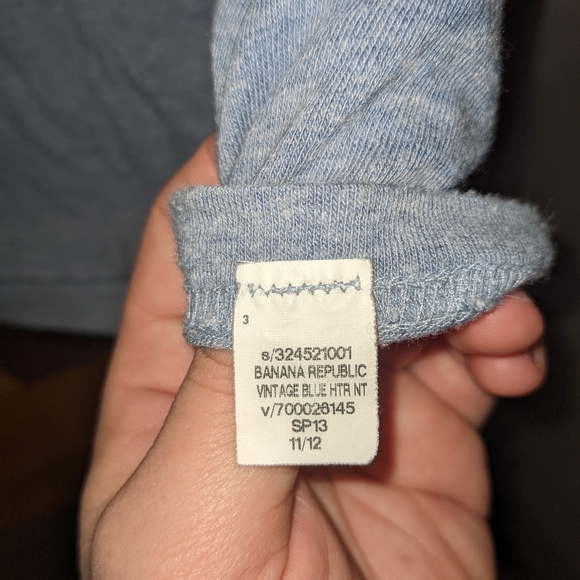 3
s/324521001
BANANA REPUBLIC
VINTAGE BLUE HTR NT
v/700026145
SP13
11/12